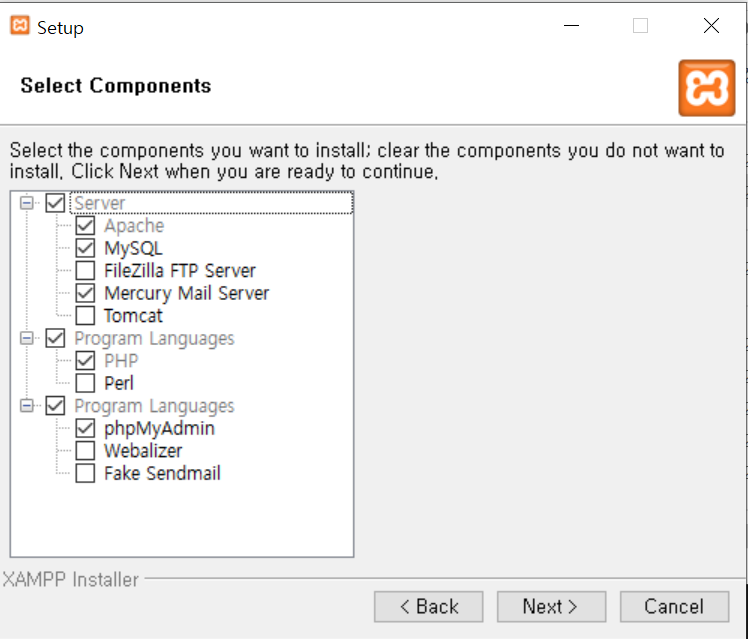 Setup
Select Components
Select the components you want to install; clear the components you do not want to
install. Click Next when you are ready to continue.
Server
Apache
MySQL
FileZilla FTP Server
Mercury Mail Server
Tomcat
Program Languages
PHP
Perl
Program Languages
phpMyAdmin
Webalizer
Fake Sendmail
XAMPP Installer
< Back
Next >
Cancel